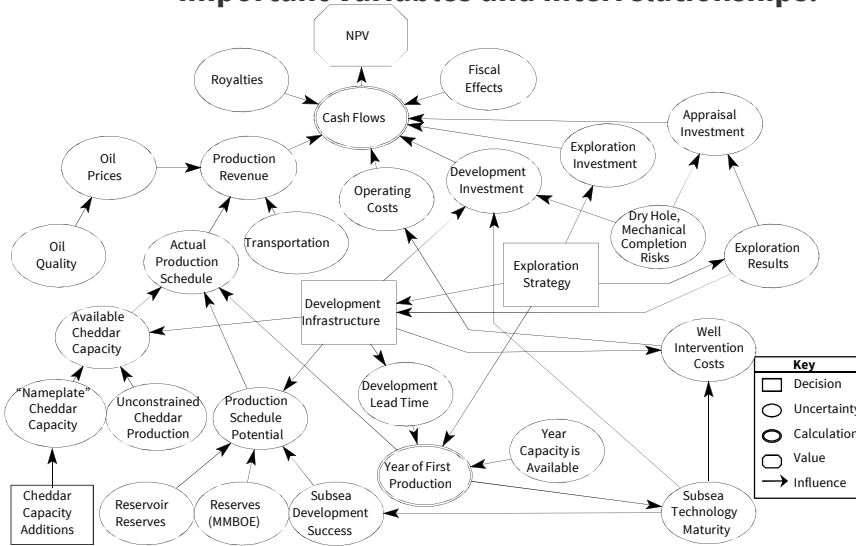 Important Variables and Interrelationships:
NPV
Royalties
Fiscal
Effects
Cash Flows
Appraisal
Investment
Oil
Prices
Production
Revenue
Exploration
Investment
Development
Investment
Operating
Costs
Dry Hole,
Mechanical
Completion
Risks
Oil
Quality
Actual
Production
Schedule
Transportation
Exploration
Strategy
Exploration
Results
Development
Infrastructure
Available
Cheddar
Capacity
Well
Intervention
Costs
Key
Decision
Uncertainty
Calculation
Value
Influence
"Nameplate"
Cheddar
Capacity
Unconstrained
Cheddar
Production
Production
Schedule
Potential
Development
Lead Time
Year
Capacity is
Available
Year of First
Production
Cheddar
Capacity
Additions
Reservoir
Reserves
Reserves
(MMBOE)
Subsea
Development
Success
Subsea
Technology
Maturity